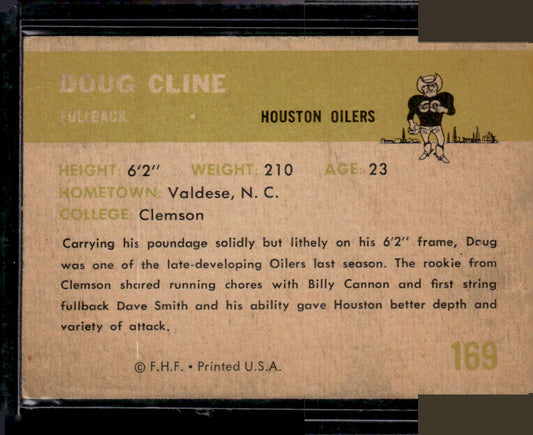 DOUG CLINE
FULLBACK
HOUSTON OILERS
HEIGHT: 6'2" WEIGHT: 210 AGE: 23
HOMETOWN: Valdese, N. C.
COLLEGE: Clemson
Carrying his poundage solidly but lithely on his 6'2" frame, Doug
was one of the late-developing Oilers last season. The rookie from
Clemson shared running chores with Billy Cannon and first string
fullback Dave Smith and his ability gave Houston better depth and
variety of attack.
169
© F.H.F. • Printed U.S.A.